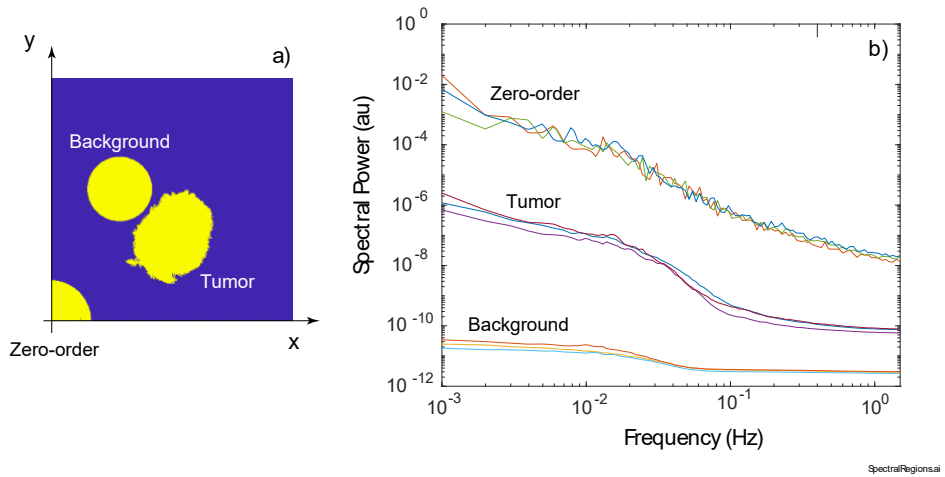 y
a)
Background
Tumor
x
Zero-order
b)
10^0
10^-2
10^-4
10^-6
10^-8
10^-10
10^-12
Spectral Power (au)
Zero-order
Tumor
Background
10^-3
10^-2
10^-1
10^0
Frequency (Hz)
SpectralRegions.ai